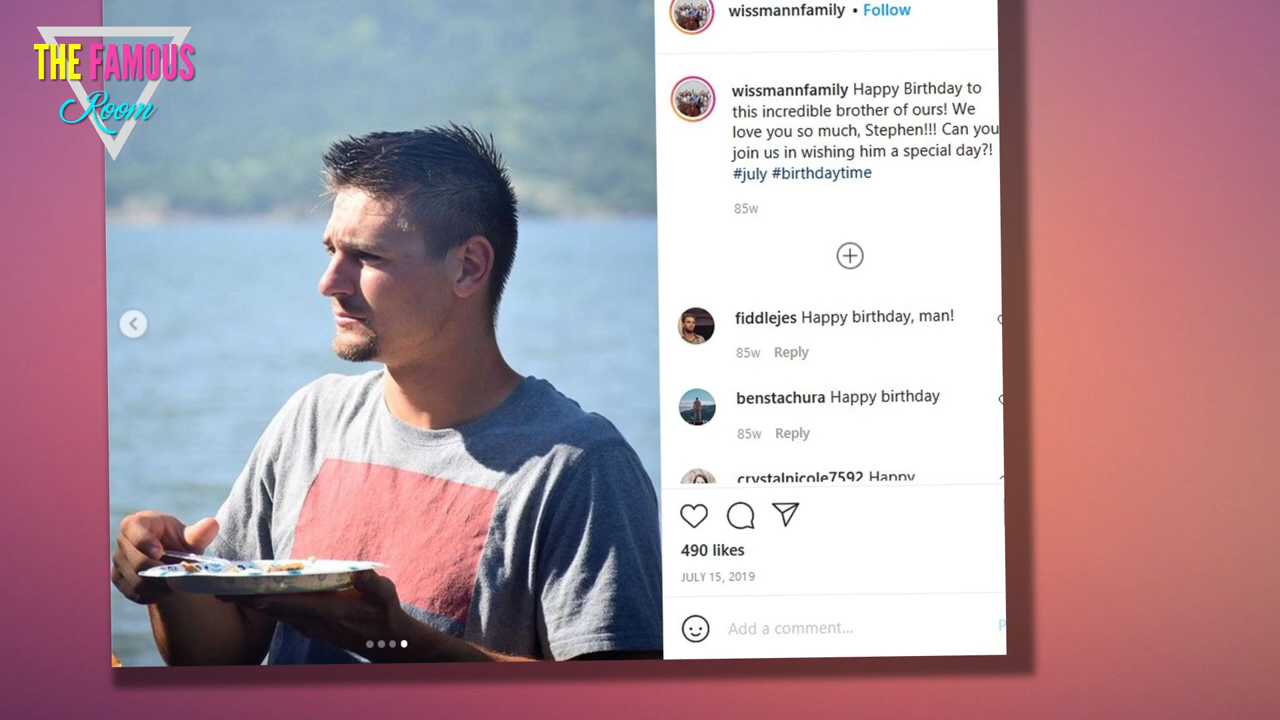 THE FAMOUS
Room
wissmannfamily • Follow
wissmannfamily Happy Birthday to
this incredible brother of ours! We
love you so much, Stephen!!! Can you
join us in wishing him a special day?!
#july #birthdaytime
85w
fiddlejes Happy birthday, man!
85w Reply
benstachura Happy birthday
85w Reply
crystalnicole7592 Happy
490 likes
JULY 15, 2019
Add a comment...
P